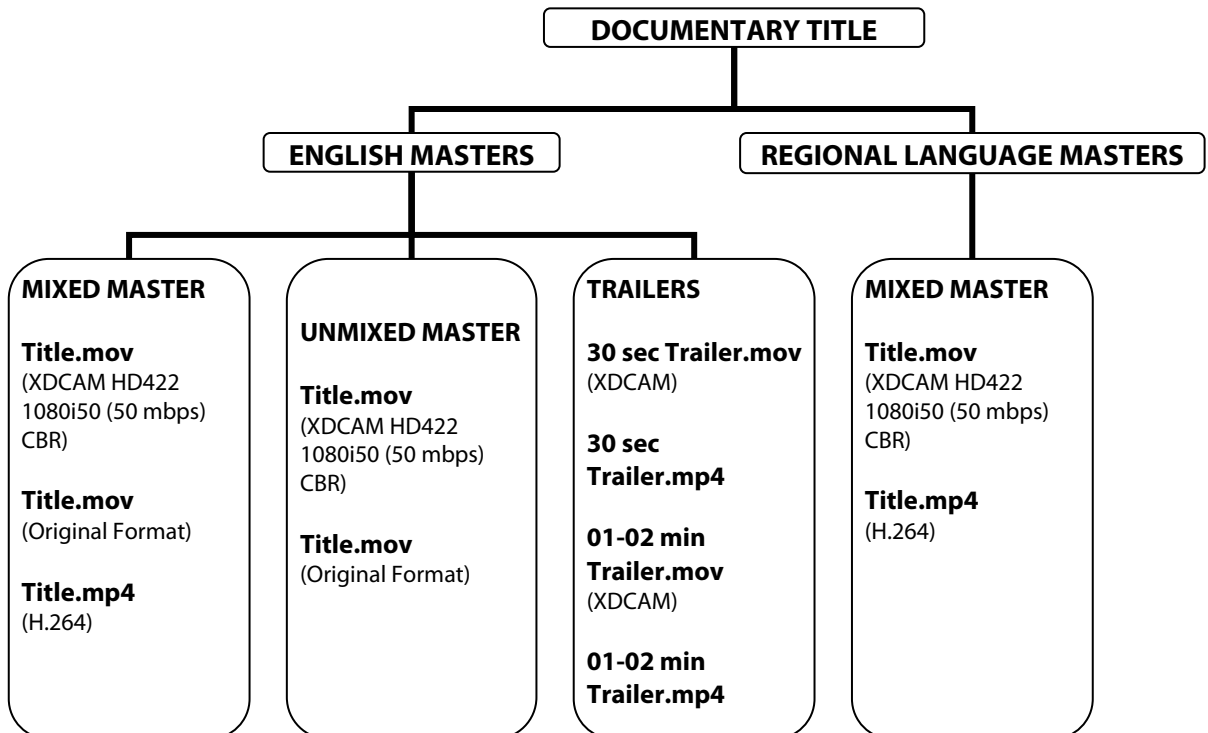 DOCUMENTARY TITLE
ENGLISH MASTERS
REGIONAL LANGUAGE MASTERS
MIXED MASTER
Title.mov
(XDCAM HD422
1080i50 (50 mbps)
CBR)
Title.mov
(Original Format)
Title.mp4
(H.264)
UNMIXED MASTER
Title.mov
(XDCAM HD422
1080i50 (50 mbps)
CBR)
Title.mov
(Original Format)
TRAILERS
30 sec Trailer.mov
(XDCAM)
30 sec
Trailer.mp4
01-02 min
Trailer.mov
(XDCAM)
01-02 min
Trailer.mp4
MIXED MASTER
Title.mov
(XDCAM HD422
1080i50 (50 mbps)
CBR)
Title.mp4
(H.264)